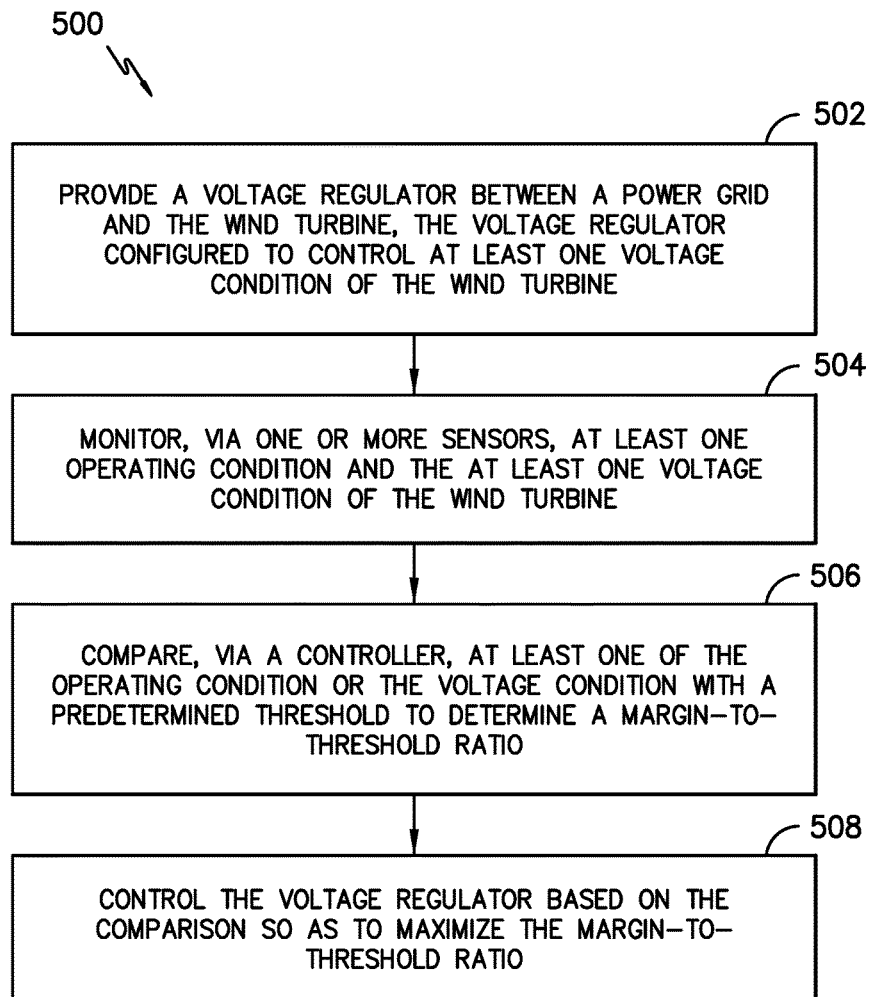 500
502
PROVIDE A VOLTAGE REGULATOR BETWEEN A POWER GRID
AND THE WIND TURBINE, THE VOLTAGE REGULATOR
CONFIGURED TO CONTROL AT LEAST ONE VOLTAGE
CONDITION OF THE WIND TURBINE
504
MONITOR, VIA ONE OR MORE SENSORS, AT LEAST ONE
OPERATING CONDITION AND THE AT LEAST ONE VOLTAGE
CONDITION OF THE WIND TURBINE
506
COMPARE, VIA A CONTROLLER, AT LEAST ONE OF THE
OPERATING CONDITION OR THE VOLTAGE CONDITION WITH A
PREDETERMINED THRESHOLD TO DETERMINE A MARGIN-TO-
THRESHOLD RATIO
508
CONTROL THE VOLTAGE REGULATOR BASED ON THE
COMPARISON SO AS TO MAXIMIZE THE MARGIN-TO-
THRESHOLD RATIO